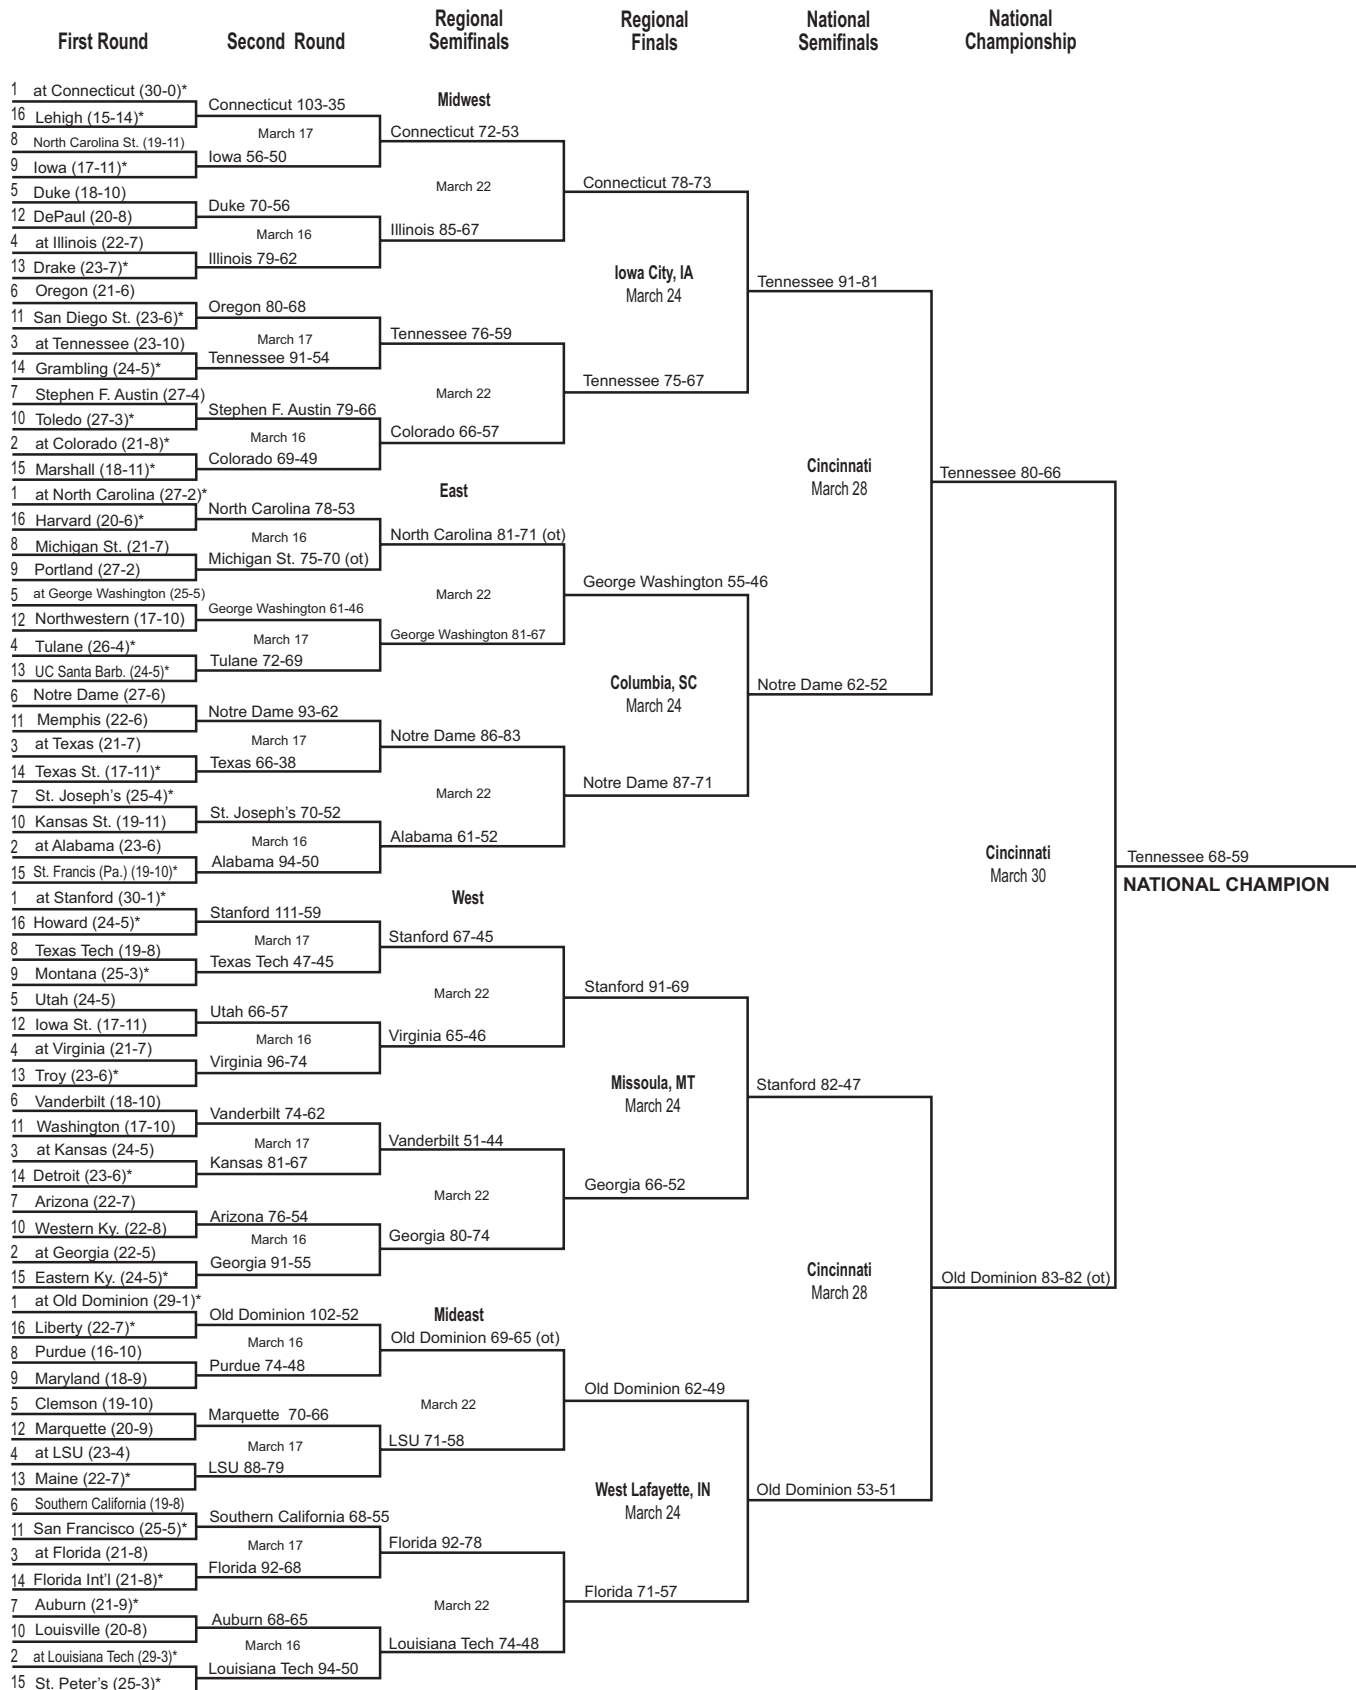 First Round
Second Round
Regional
Semifinals
Regional
Finals
National
Semifinals
National
Championship
1 at Connecticut (30-0)*
16 Lehigh (15-14)*
8 North Carolina St. (19-11)
9 Iowa (17-11)*
5 Duke (18-10)
12 DePaul (20-8)
4 at Illinois (22-7)
13 Drake (23-7)*
6 Oregon (21-6)
11 San Diego St. (23-6)*
3 at Tennessee (23-10)
14 Grambling (24-5)*
7 Stephen F. Austin (27-4)
10 Toledo (27-3)*
2 at Colorado (21-8)*
15 Marshall (18-11)*
1 at North Carolina (27-2)*
16 Harvard (20-6)*
8 Michigan St. (21-7)
9 Portland (27-2)
5 at George Washington (25-5)
12 Northwestern (17-10)
4 Tulane (26-4)*
13 UC Santa Barb. (24-5)*
6 Notre Dame (27-6)
11 Memphis (22-6)
3 at Texas (21-7)
14 Texas St. (17-11)*
7 St. Joseph's (25-4)*
10 Kansas St. (19-11)
2 at Alabama (23-6)
15 St. Francis (Pa.) (19-10)*
1 at Stanford (30-1)*
16 Howard (24-5)*
8 Texas Tech (19-8)
9 Montana (25-3)*
5 Utah (24-5)
12 Iowa St. (17-11)
4 at Virginia (21-7)
13 Troy (23-6)*
6 Vanderbilt (18-10)
11 Washington (17-10)
3 at Kansas (24-5)
14 Detroit (23-6)*
7 Arizona (22-7)
10 Western Ky. (22-8)
2 at Georgia (22-5)
15 Eastern Ky. (24-5)*
1 at Old Dominion (29-1)*
16 Liberty (22-7)*
8 Purdue (16-10)
9 Maryland (18-9)
5 Clemson (19-10)
12 Marquette (20-9)
4 at LSU (23-4)
13 Maine (22-7)*
6 Southern California (19-8)
11 San Francisco (25-5)*
3 at Florida (21-8)
14 Florida Int'l (21-8)*
7 Auburn (21-9)*
10 Louisville (20-8)
2 at Louisiana Tech (29-3)*
15 St. Peter's (25-3)*
Connecticut 103-35
March 17
Iowa 56-50
Duke 70-56
March 16
Illinois 79-62
Oregon 80-68
March 17
Tennessee 91-54
Stephen F. Austin 79-66
March 16
Colorado 69-49
North Carolina 78-53
March 16
Michigan St. 75-70 (ot)
George Washington 61-46
March 17
Tulane 72-69
Notre Dame 93-62
March 17
Texas 66-38
St. Joseph's 70-52
March 16
Alabama 94-50
Stanford 111-59
March 17
Texas Tech 47-45
Utah 66-57
March 16
Virginia 96-74
Vanderbilt 74-62
March 17
Kansas 81-67
Arizona 76-54
March 16
Georgia 91-55
Old Dominion 102-52
March 16
Purdue 74-48
Marquette 70-66
March 17
LSU 88-79
Southern California 68-55
March 17
Florida 92-68
Auburn 68-65
March 16
Louisiana Tech 94-50
Midwest
Connecticut 72-53
March 22
Illinois 85-67
Tennessee 76-59
March 22
Colorado 66-57
East
North Carolina 81-71 (ot)
March 22
George Washington 81-67
Notre Dame 86-83
March 22
Alabama 61-52
West
Stanford 67-45
March 22
Virginia 65-46
Vanderbilt 51-44
March 22
Georgia 80-74
Mideast
Old Dominion 69-65 (ot)
March 22
LSU 71-58
Florida 92-78
March 22
Louisiana Tech 74-48
Connecticut 78-73
Iowa City, IA
March 24
Tennessee 75-67
George Washington 55-46
Columbia, SC
March 24
Notre Dame 87-71
Stanford 91-69
Missoula, MT
March 24
Georgia 66-52
Old Dominion 62-49
West Lafayette, IN
March 24
Florida 71-57
Tennessee 91-81
Cincinnati
March 28
Notre Dame 62-52
Stanford 82-47
Cincinnati
March 28
Old Dominion 53-51
Tennessee 80-66
Cincinnati
March 30
Old Dominion 83-82 (ot)
Tennessee 68-59
NATIONAL CHAMPION